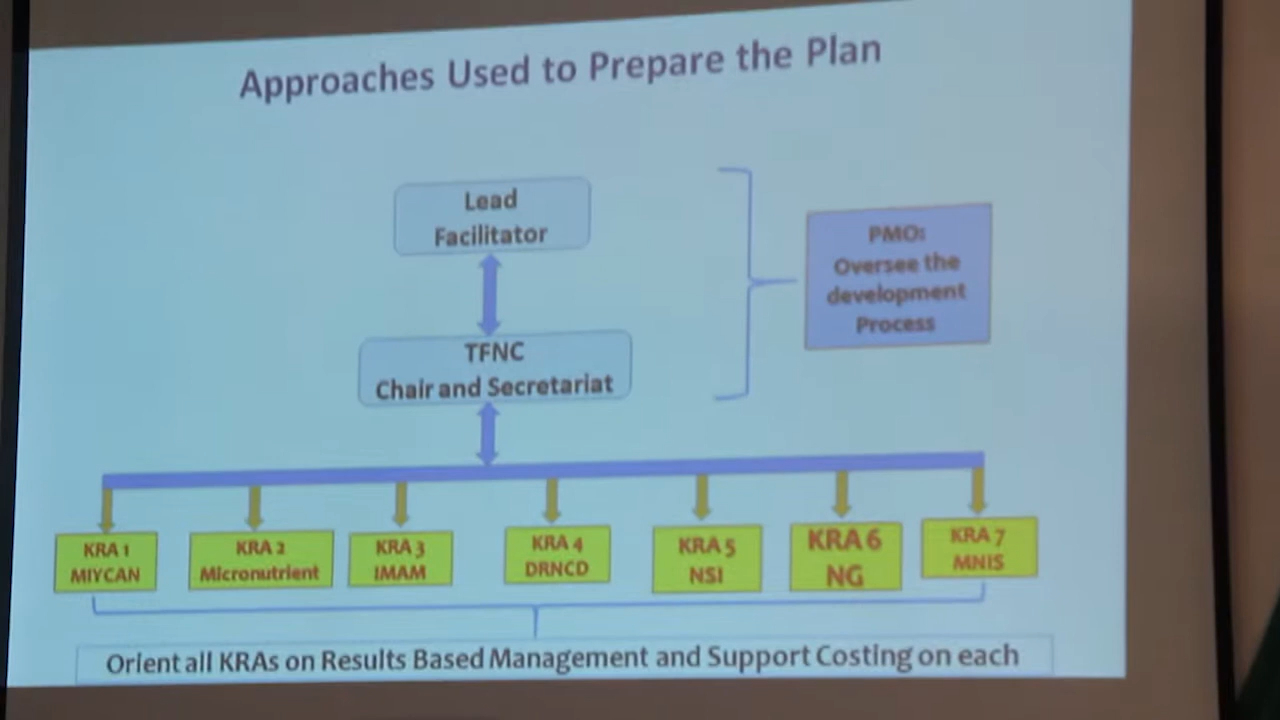 Approaches Used to Prepare the Plan
Lead
Facilitator
PMO:
Oversee the
development
Process
TFNC
Chair and Secretariat
KRA 1
MIYCAN
KRA 2
Micronutrient
KRA 3
IMAM
KRA 4
DRNCD
KRA 5
NSI
KRA 6
NG
KRA 7
MNIS
Orient all KRAs on Results Based Management and Support Costing on each